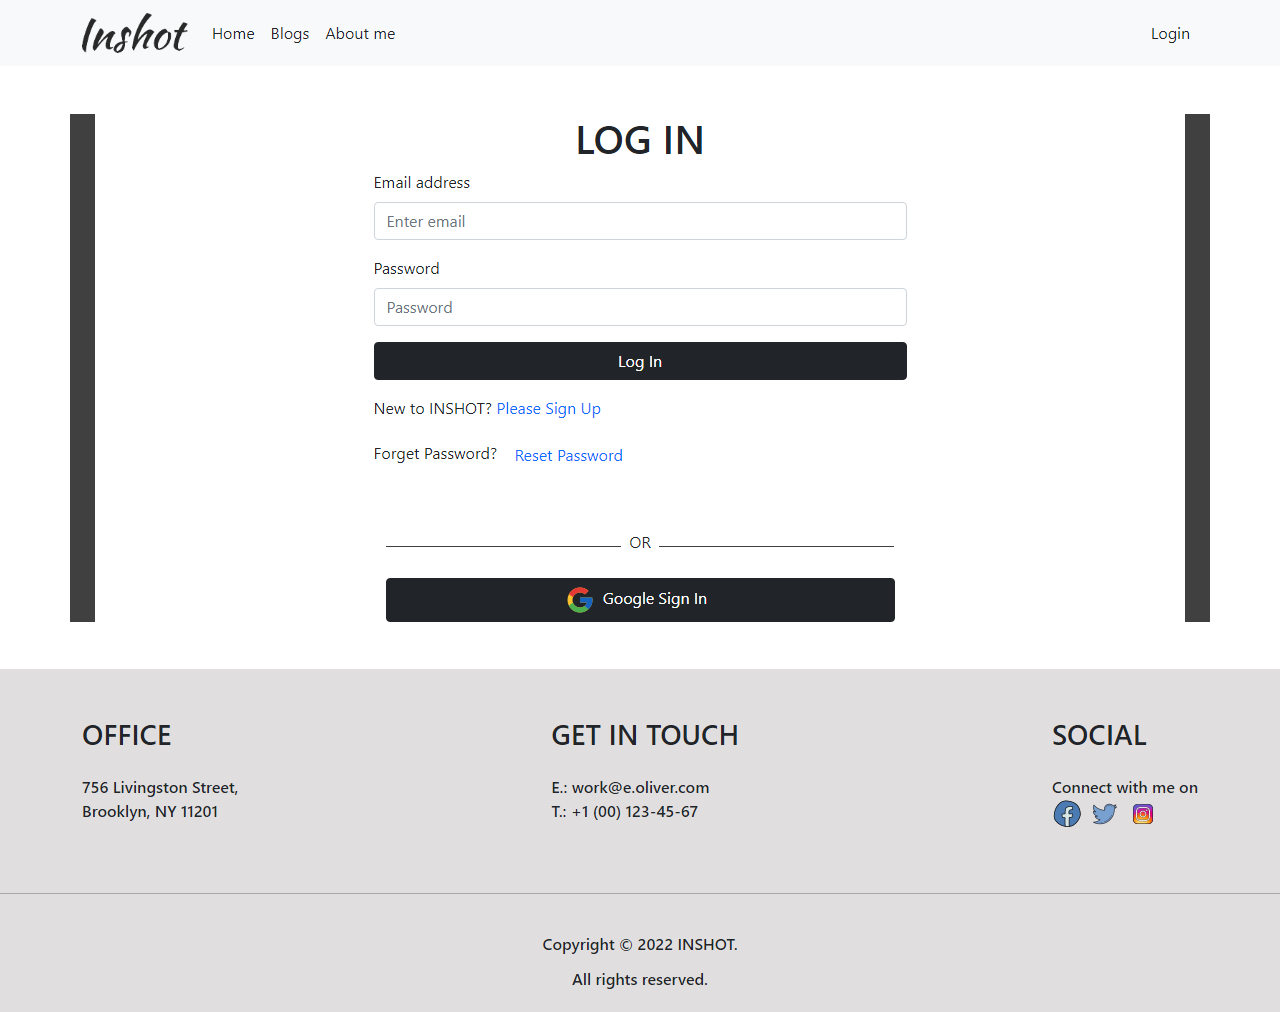 Inshot Home Blogs About me Login
LOG IN
Email address
Enter email
Password
Password
Log In
New to INSHOT? Please Sign Up
Forget Password? Reset Password
OR
Google Sign In
OFFICE
756 Livingston Street,
Brooklyn, NY 11201
GET IN TOUCH
E.: work@e.oliver.com
T.: +1 (00) 123-45-67
SOCIAL
Connect with me on
Copyright © 2022 INSHOT.
All rights reserved.